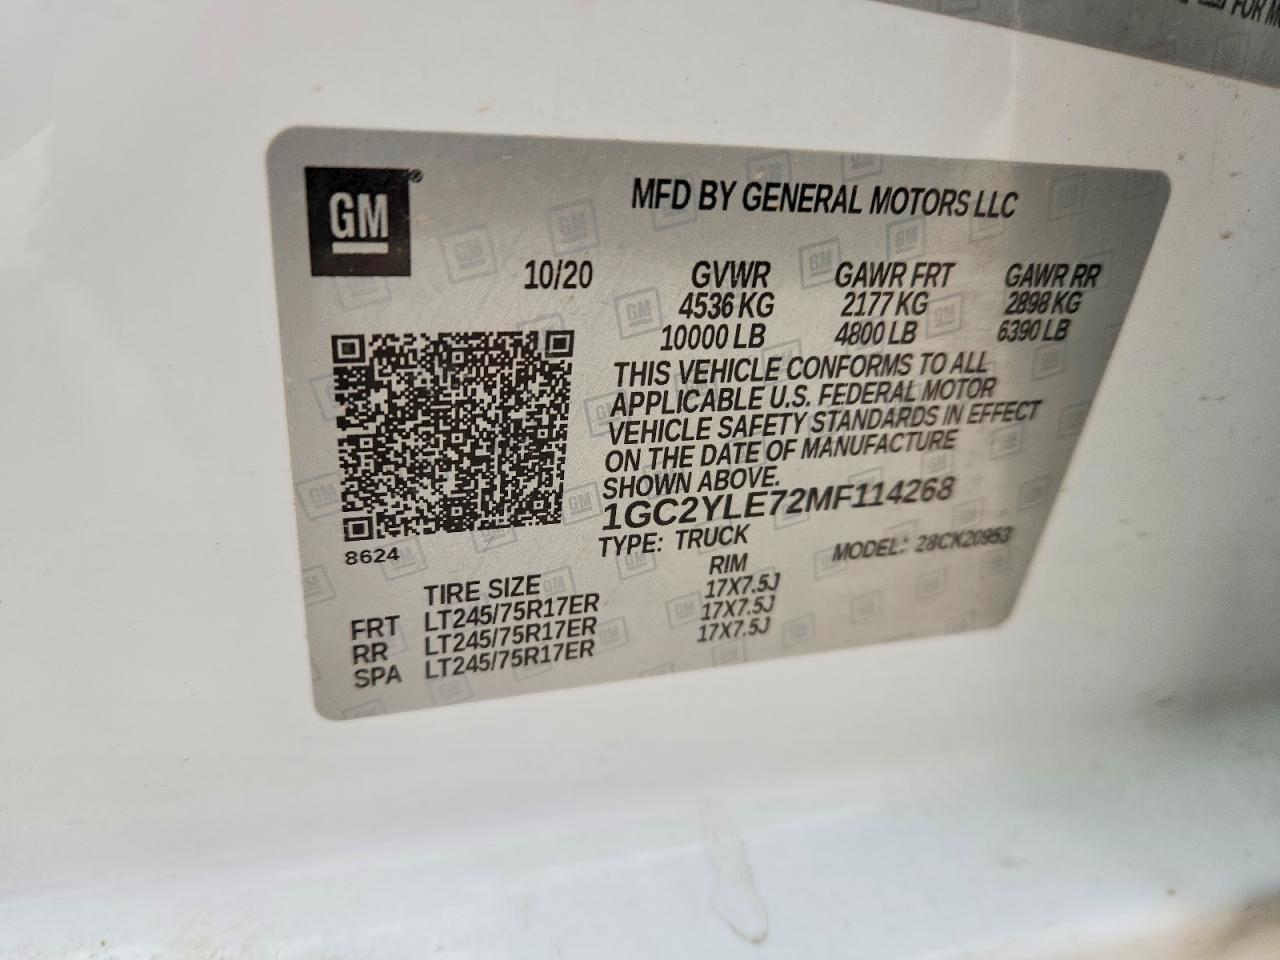 FOR
GM
®
MFD BY GENERAL MOTORS LLC
10/20 GVWR GAWR FRT GAWR RR
4536 KG 2177 KG 2898 KG
10000 LB 4800 LB 6390 LB
THIS VEHICLE CONFORMS TO ALL
APPLICABLE U.S. FEDERAL MOTOR
VEHICLE SAFETY STANDARDS IN EFFECT
ON THE DATE OF MANUFACTURE
SHOWN ABOVE.
1GC2YLE72MF114268
TYPE: TRUCK MODEL: 28CK20953
8624
TIRE SIZE RIM
FRT LT245/75R17ER 17X7.5J
RR LT245/75R17ER 17X7.5J
SPA LT245/75R17ER 17X7.5J